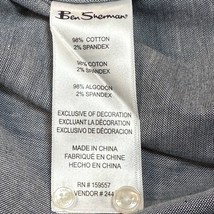 Ben Sherman
98% COTTON
2% SPANDEX
98% COTON
2% SPANDEX
98% ALGODON
2% SPANDEX
EXCLUSIVE OF DECORATION
EXCLUANT LA DÉCORATION
EXCLUSIVO DE DECORACION
MADE IN CHINA
FABRIQUÉ EN CHINE
HECHO EN CHINA
RN # 159557
VENDOR # 244